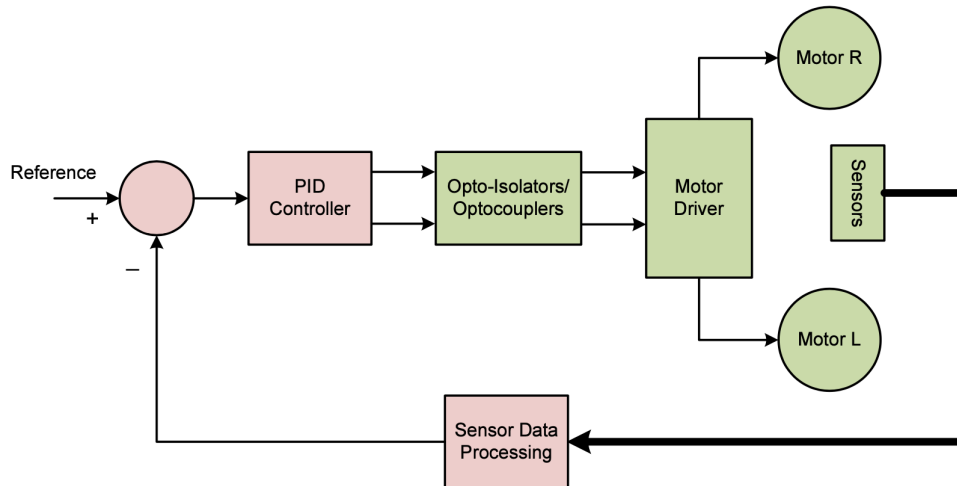 Reference
+
–
PID
Controller
Opto-Isolators/
Optocouplers
Motor
Driver
Motor R
Sensors
Motor L
Sensor Data
Processing